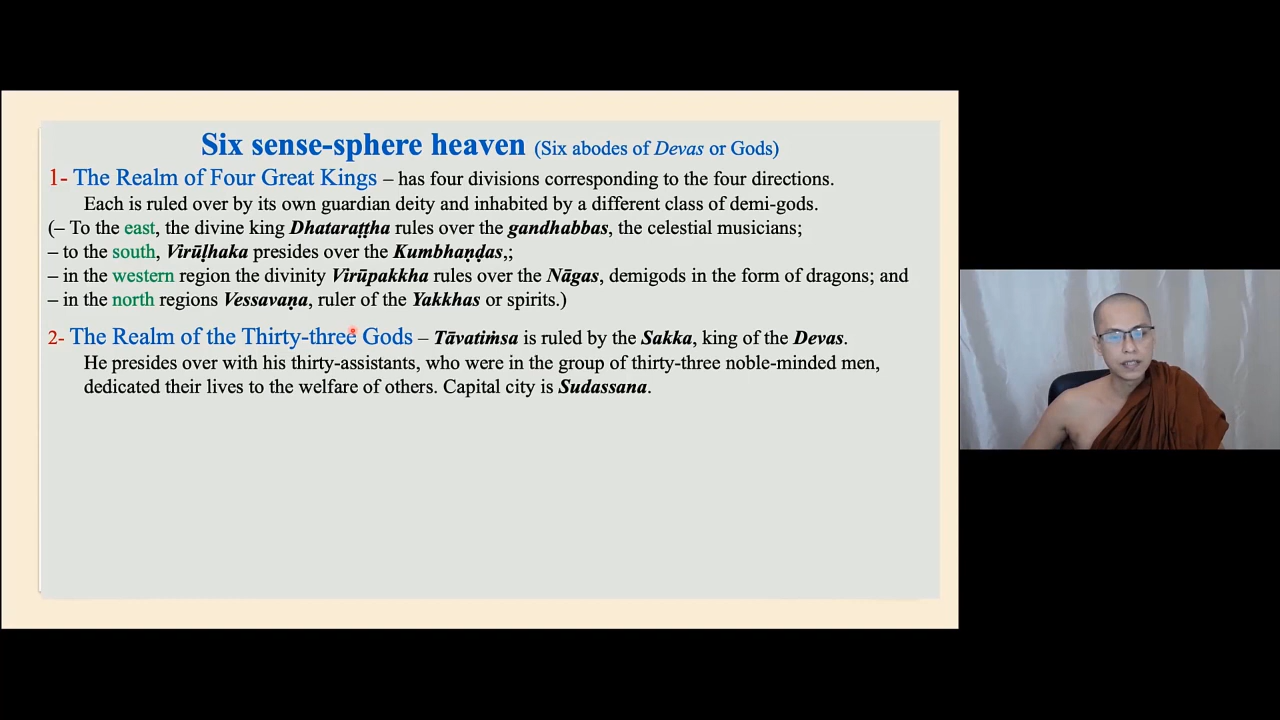 Six sense-sphere heaven (Six abodes of Devas or Gods)
1- The Realm of Four Great Kings – has four divisions corresponding to the four directions.
Each is ruled over by its own guardian deity and inhabited by a different class of demi-gods.
(– To the east, the divine king Dhataraṭṭha rules over the gandhabbas, the celestial musicians;
– to the south, Virūḷhaka presides over the Kumbhaṇḍas,;
– in the western region the divinity Virūpakkha rules over the Nāgas, demigods in the form of dragons; and
– in the north regions Vessavaṇa, ruler of the Yakkhas or spirits.)
2- The Realm of the Thirty-three Gods – Tāvatiṁsa is ruled by the Sakka, king of the Devas.
He presides over with his thirty-assistants, who were in the group of thirty-three noble-minded men,
dedicated their lives to the welfare of others. Capital city is Sudassana.